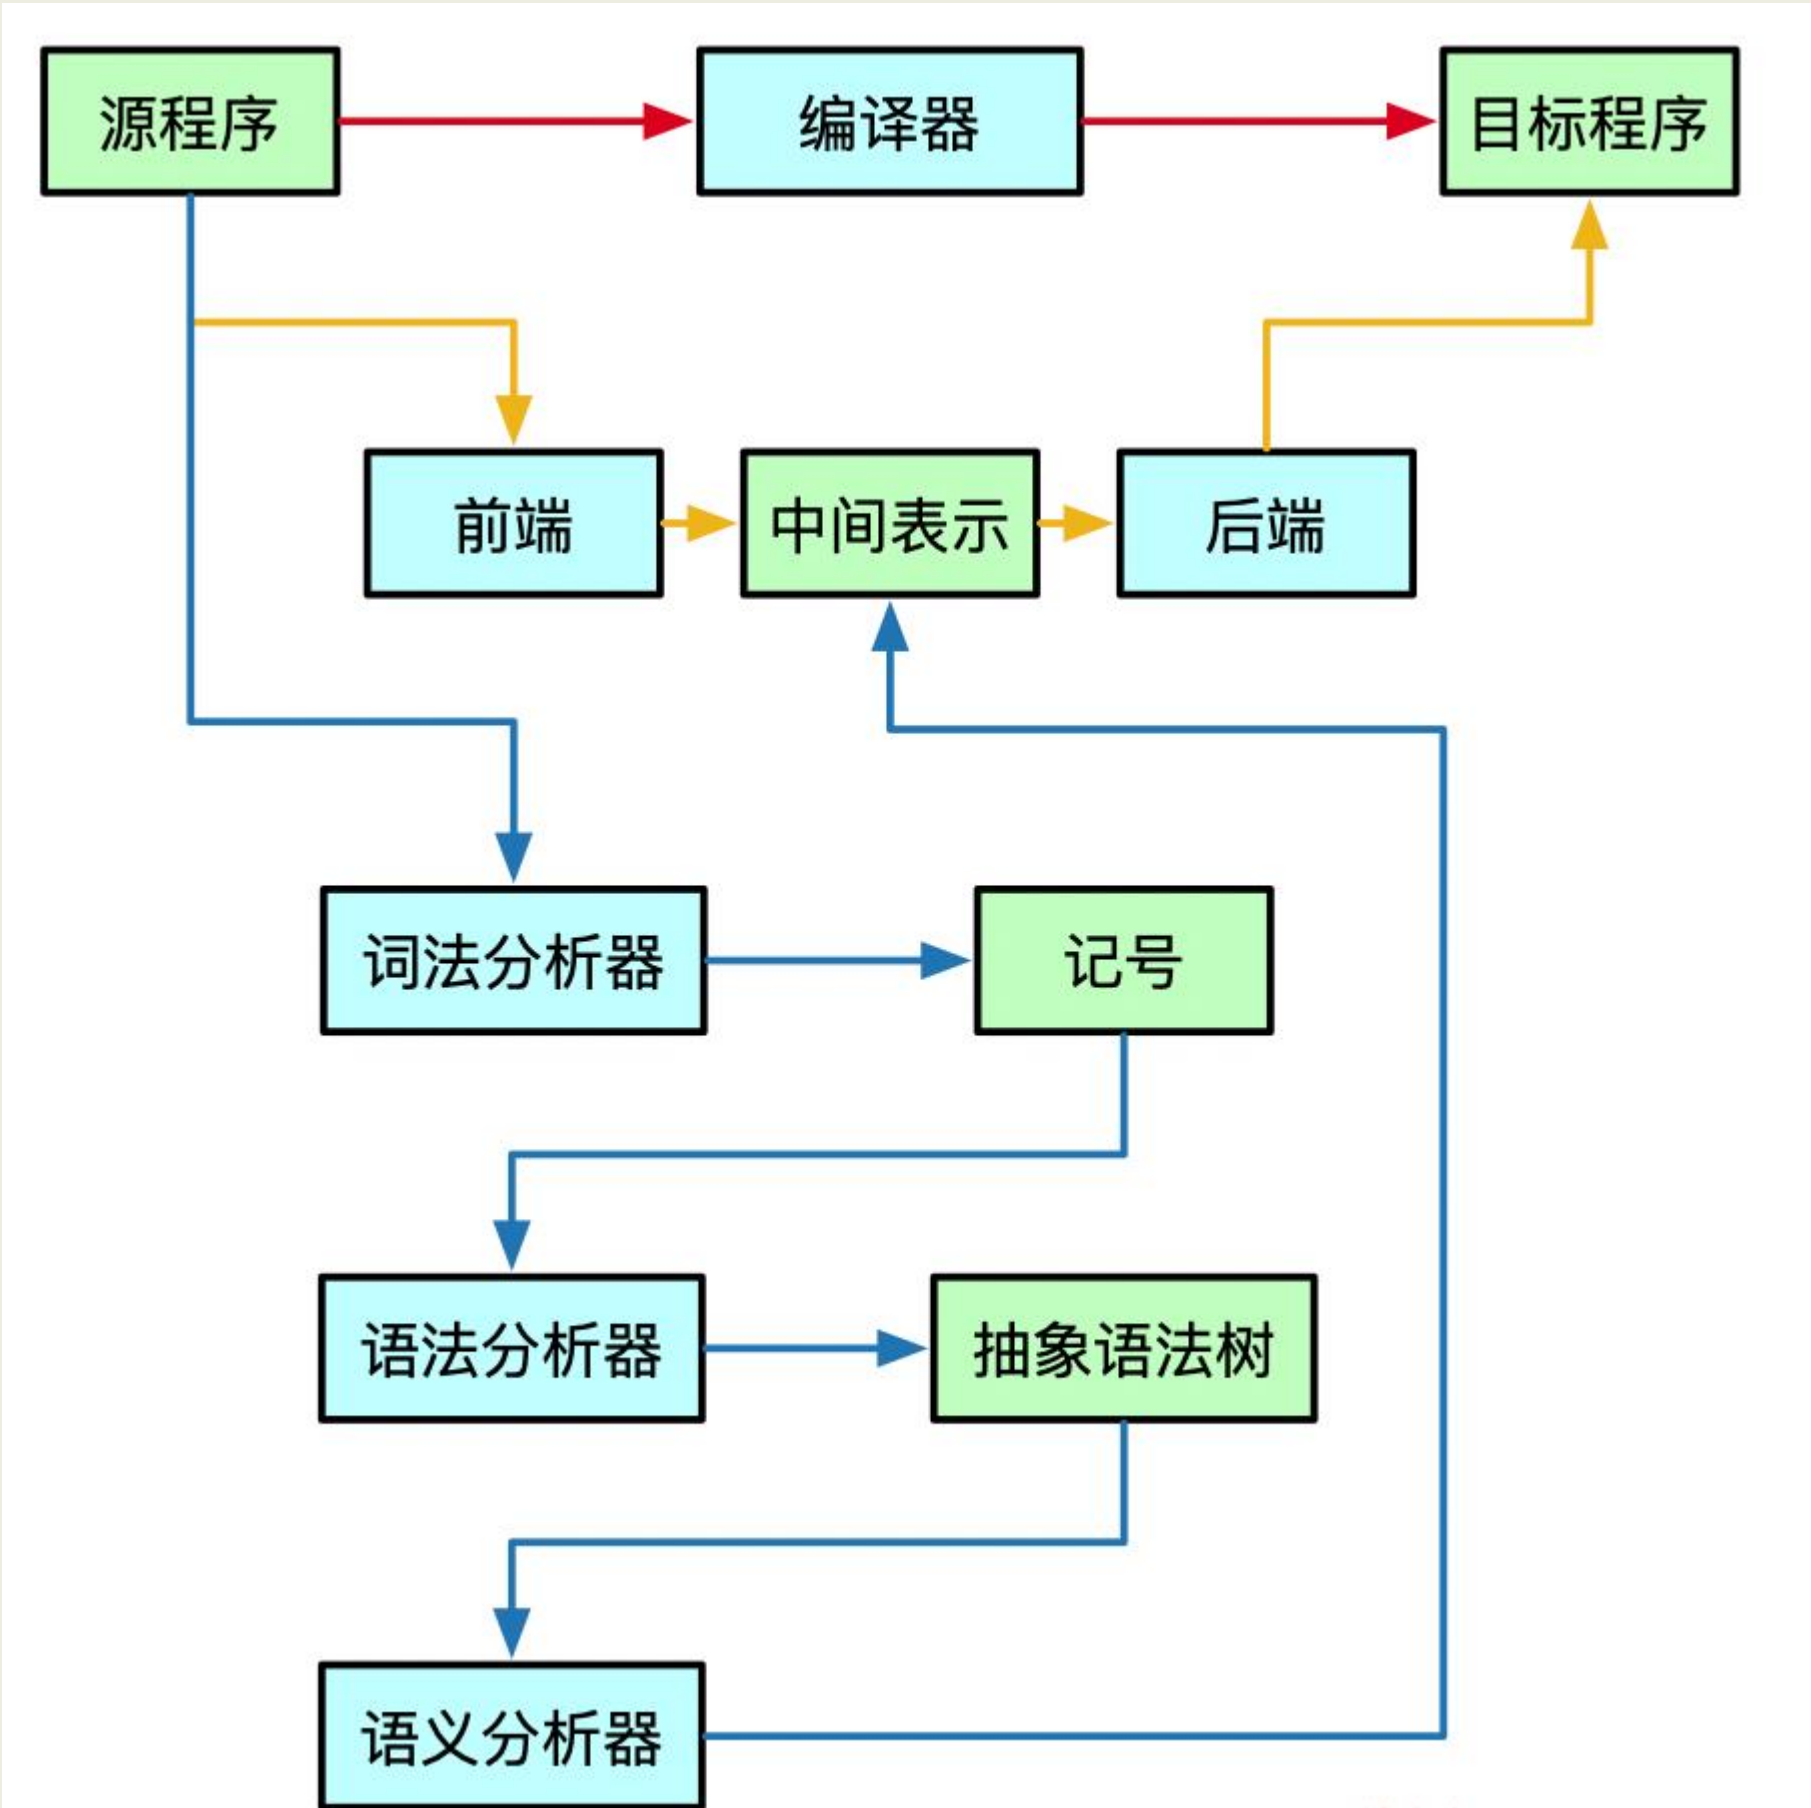 源程序
编译器
目标程序
前端
中间表示
后端
词法分析器
记号
语法分析器
抽象语法树
语义分析器